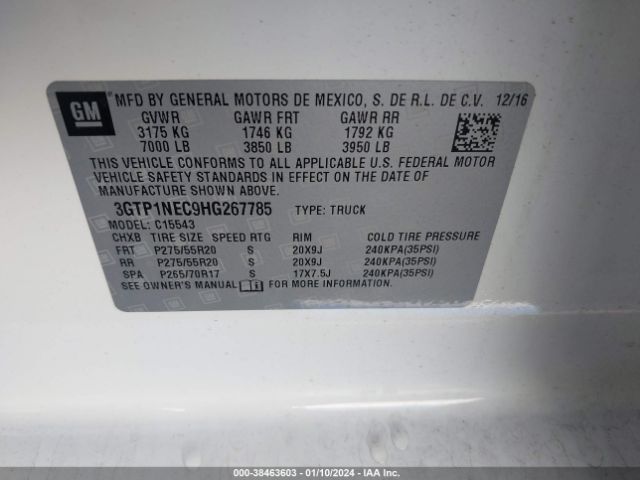 GM
MFD BY GENERAL MOTORS DE MEXICO, S. DE R.L. DE C.V. 12/16
GVWR GAWR FRT GAWR RR
3175 KG 1746 KG 1792 KG
7000 LB 3850 LB 3950 LB
THIS VEHICLE CONFORMS TO ALL APPLICABLE U.S. FEDERAL MOTOR
VEHICLE SAFETY STANDARDS IN EFFECT ON THE DATE OF
MANUFACTURE SHOWN ABOVE.
3GTP1NEC9HG267785 TYPE: TRUCK
MODEL: C15543
CHXB TIRE SIZE SPEED RTG RIM COLD TIRE PRESSURE
FRT P275/55R20 S 20X9J 240KPA(35PSI)
RR P275/55R20 S 20X9J 240KPA(35PSI)
SPA P265/70R17 S 17X7.5J 240KPA(35PSI)
SEE OWNER'S MANUAL FOR MORE INFORMATION.
000-38463603 - 01/10/2024 - IAA Inc.